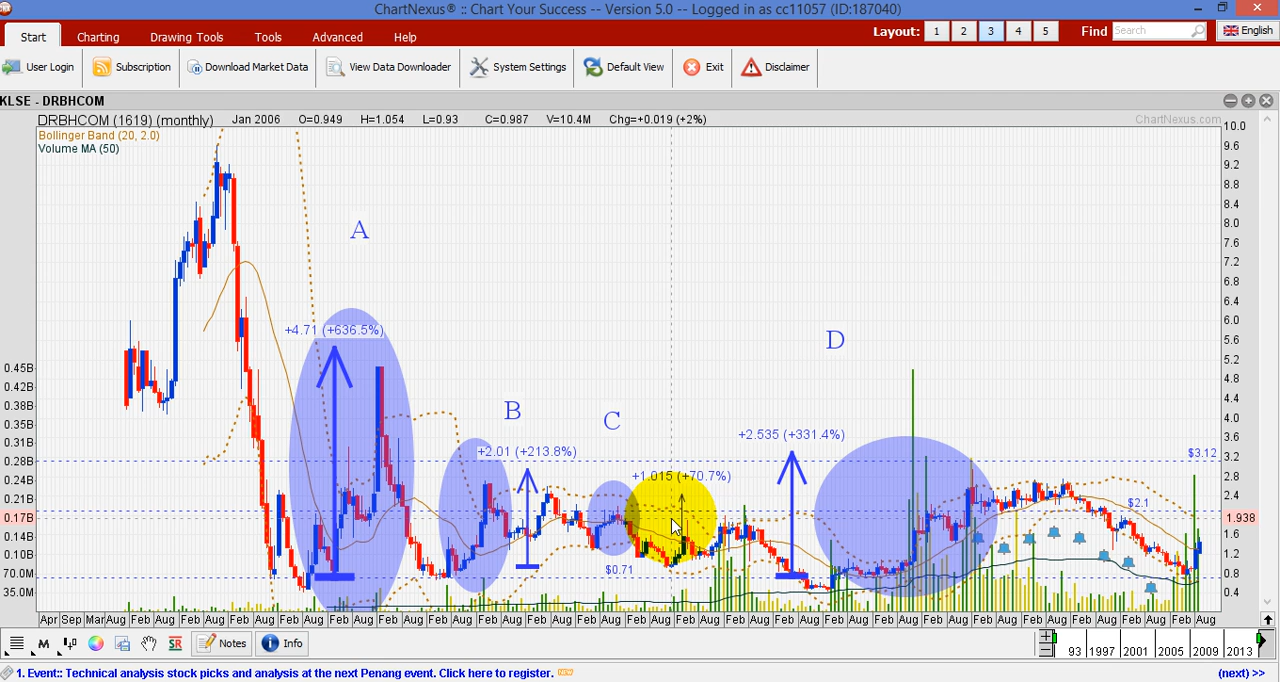 ChartNexus® :: Chart Your Success -- Version 5.0 -- Logged in as cc11057 (ID:187040)
Start Charting Drawing Tools Tools Advanced Help Layout: 1 2 3 4 5 Find Search English
User Login Subscription Download Market Data View Data Downloader System Settings Default View Exit Disclaimer
KLSE - DRBHCOM
DRBHCOM (1619) (monthly) Jan 2006 O=0.949 H=1.054 L=0.93 C=0.987 V=10.4M Chg=+0.019 (+2%) ChartNexus.com
Bollinger Band (20, 2.0)
Volume MA (50)
10.0
9.6
9.2
8.8
8.4
8.0
7.6
7.2
6.8
6.4
6.0
5.6
5.2
4.8
4.4
4.0
3.6
3.2
2.8
2.4
1.938
1.6
1.2
0.8
0.4
A
+4.71 (+636.5%)
D
B
C
+2.01 (+213.8%)
+2.535 (+331.4%)
+1.015 (+70.7%)
$3.12
$2.1
$0.71
0.45B
0.42B
0.38B
0.35B
0.31B
0.28B
0.24B
0.21B
0.17B
0.14B
0.10B
70.0M
35.0M
Apr Sep Mar Aug Feb Aug Feb Aug Feb Aug Feb Aug Feb Aug Feb Aug Feb Aug Feb Aug Feb Aug Feb Aug Feb Aug Feb Aug Feb Aug Feb Aug Feb Aug Feb Aug Feb Aug Feb Aug Feb Aug Feb Aug Feb Aug
M Notes Info 93 1997 2001 2005 2009 2013
1. Event:: Technical analysis stock picks and analysis at the next Penang event. Click here to register. NEW (next) >>